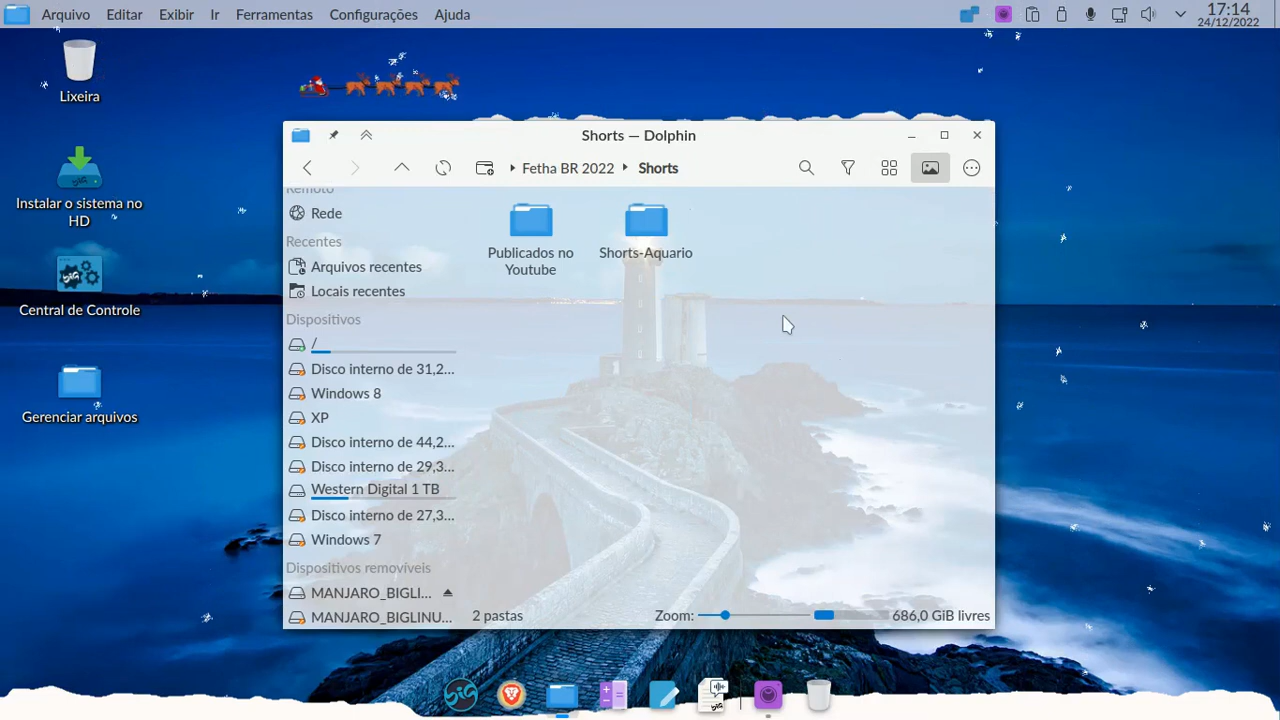 Arquivo Editar Exibir Ir Ferramentas Configurações Ajuda
17:14
24/12/2022
Lixeira
Instalar o sistema no
HD
Central de Controle
Gerenciar arquivos
Shorts — Dolphin
Fetha BR 2022 Shorts
Remoto
Rede
Recentes
Arquivos recentes
Locais recentes
Dispositivos
/
Disco interno de 31,2...
Windows 8
XP
Disco interno de 44,2...
Disco interno de 29,3...
Western Digital 1 TB
Disco interno de 27,3...
Windows 7
Dispositivos removíveis
MANJARO_BIGLI...
MANJARO_BIGLINU...
Publicados no
Youtube
Shorts-Aquario
2 pastas
Zoom:
686,0 GiB livres